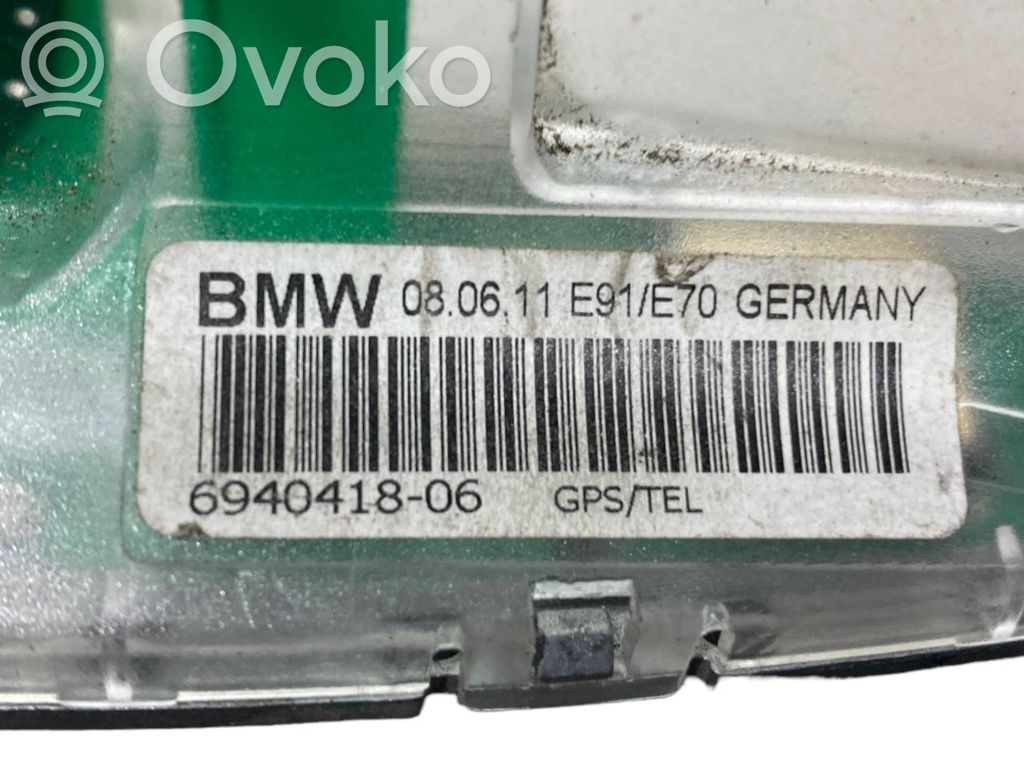 Ovoko®
BMW 08.06.11 E91/E70 GERMANY
6940418-06 GPS/TEL